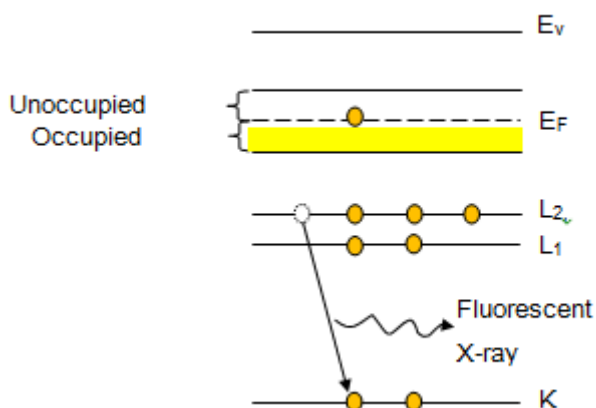 Eᵥ
Unoccupied
Occupied
E_F
L₂
L₁
Fluorescent
X-ray
K